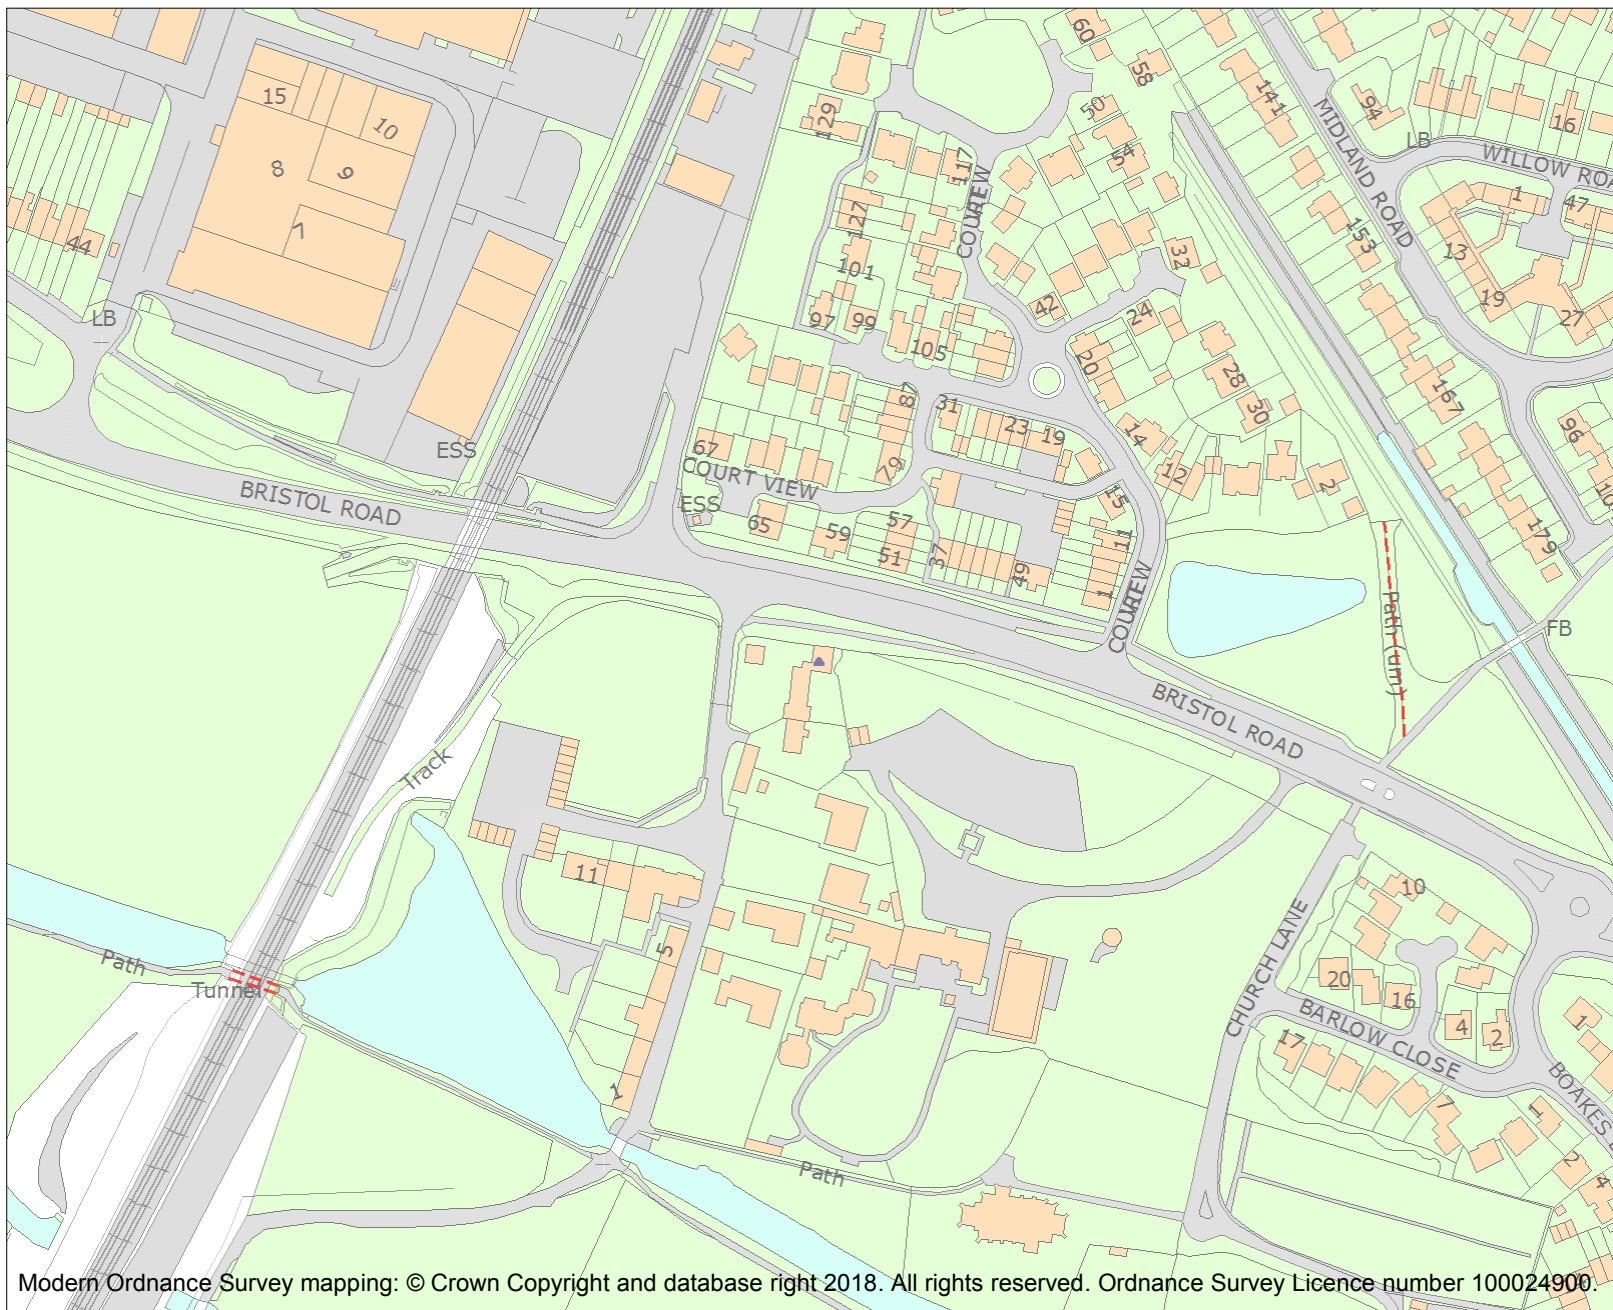 60
58
15
10
129
50
141
94
LB
16
MIDLAND ROAD
WILLOW ROA
8
9
117
54
1
47
7
127
COU
VIEW
153
13
44
101
32
19
27
LB
97
99
42
24
105
20
28
167
87
31
30
23
19
14
96
ESS
67
COURT VIEW
79
12
2
BRISTOL ROAD
ESS
65
59
57
51
15
37
11
179
49
1
COU
VIEW
Path (um)
FB
BRISTOL ROAD
Track
11
10
CHURCH LANE
5
Path
Tunnel
20
16
BARLOW CLOSE
4
2
1
17
1
7
BOAKES
1
2
4
Path
Modern Ordnance Survey mapping: © Crown Copyright and database right 2018. All rights reserved. Ordnance Survey Licence number 100024900.